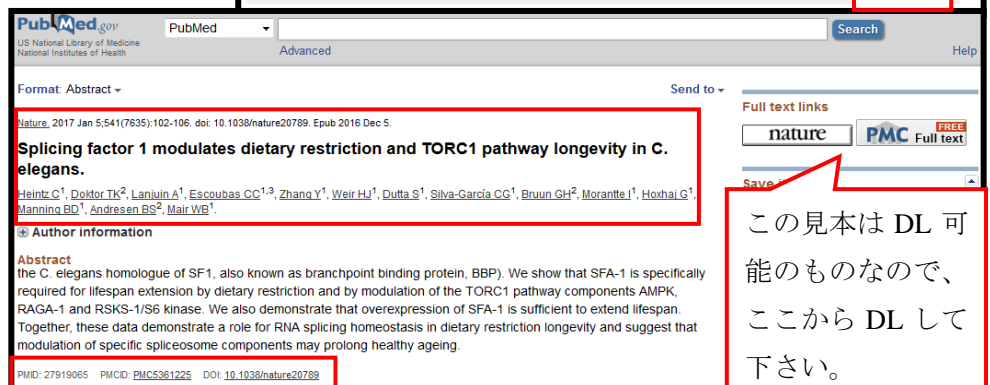 PubMed.gov
US National Library of Medicine
National Institutes of Health
PubMed
Search
Advanced
Help
Format: Abstract
Send to
Nature. 2017 Jan 5;541(7635):102-106. doi: 10.1038/nature20789. Epub 2016 Dec 5.
Splicing factor 1 modulates dietary restriction and TORC1 pathway longevity in C.
elegans.
Heintz C1, Doktor TK2, Lanjuin A1, Escoubas CC1,3, Zhang Y1, Weir HJ1, Dutta S1, Silva-García CG1, Bruun GH2, Morantte I1, Hoxhaj G1,
Manning BD1, Andresen BS2, Mair WB1.
Author information
Abstract
the C. elegans homologue of SF1, also known as branchpoint binding protein, BBP). We show that SFA-1 is specifically
required for lifespan extension by dietary restriction and by modulation of the TORC1 pathway components AMPK,
RAGA-1 and RSKS-1/S6 kinase. We also demonstrate that overexpression of SFA-1 is sufficient to extend lifespan.
Together, these data demonstrate a role for RNA splicing homeostasis in dietary restriction longevity and suggest that
modulation of specific spliceosome components may prolong healthy ageing.
PMID: 27919065 PMCID: PMC5361225 DOI: 10.1038/nature20789
Full text links
nature
PMC FREE Full text
Save
この見本は DL 可
能のものなので、
ここから DL して
下さい。